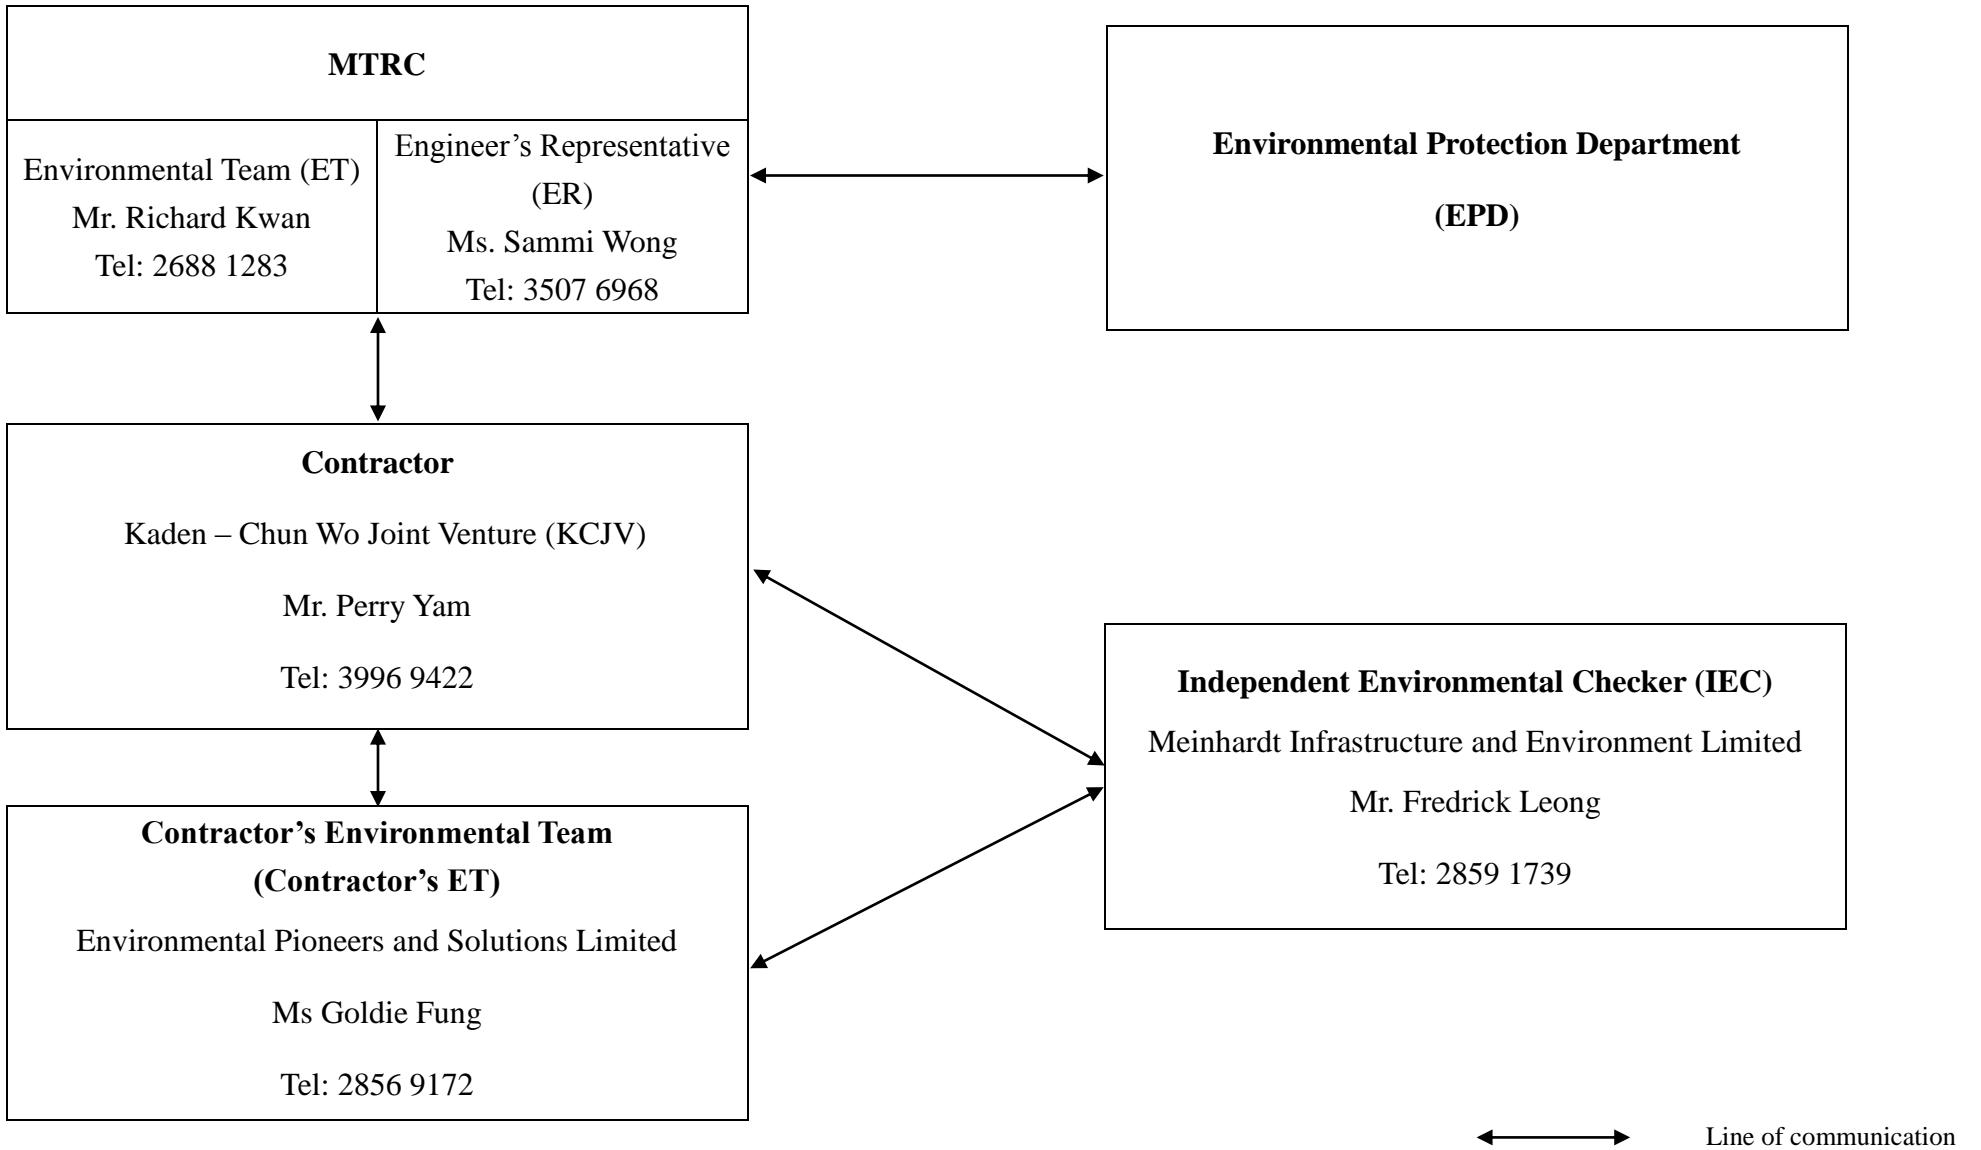 MTRC
Environmental Team (ET)
Mr. Richard Kwan
Tel: 2688 1283
Engineer’s Representative
(ER)
Ms. Sammi Wong
Tel: 3507 6968
Environmental Protection Department
(EPD)
Contractor
Kaden – Chun Wo Joint Venture (KCJV)
Mr. Perry Yam
Tel: 3996 9422
Independent Environmental Checker (IEC)
Meinhardt Infrastructure and Environment Limited
Mr. Fredrick Leong
Tel: 2859 1739
Contractor’s Environmental Team
(Contractor’s ET)
Environmental Pioneers and Solutions Limited
Ms Goldie Fung
Tel: 2856 9172
Line of communication